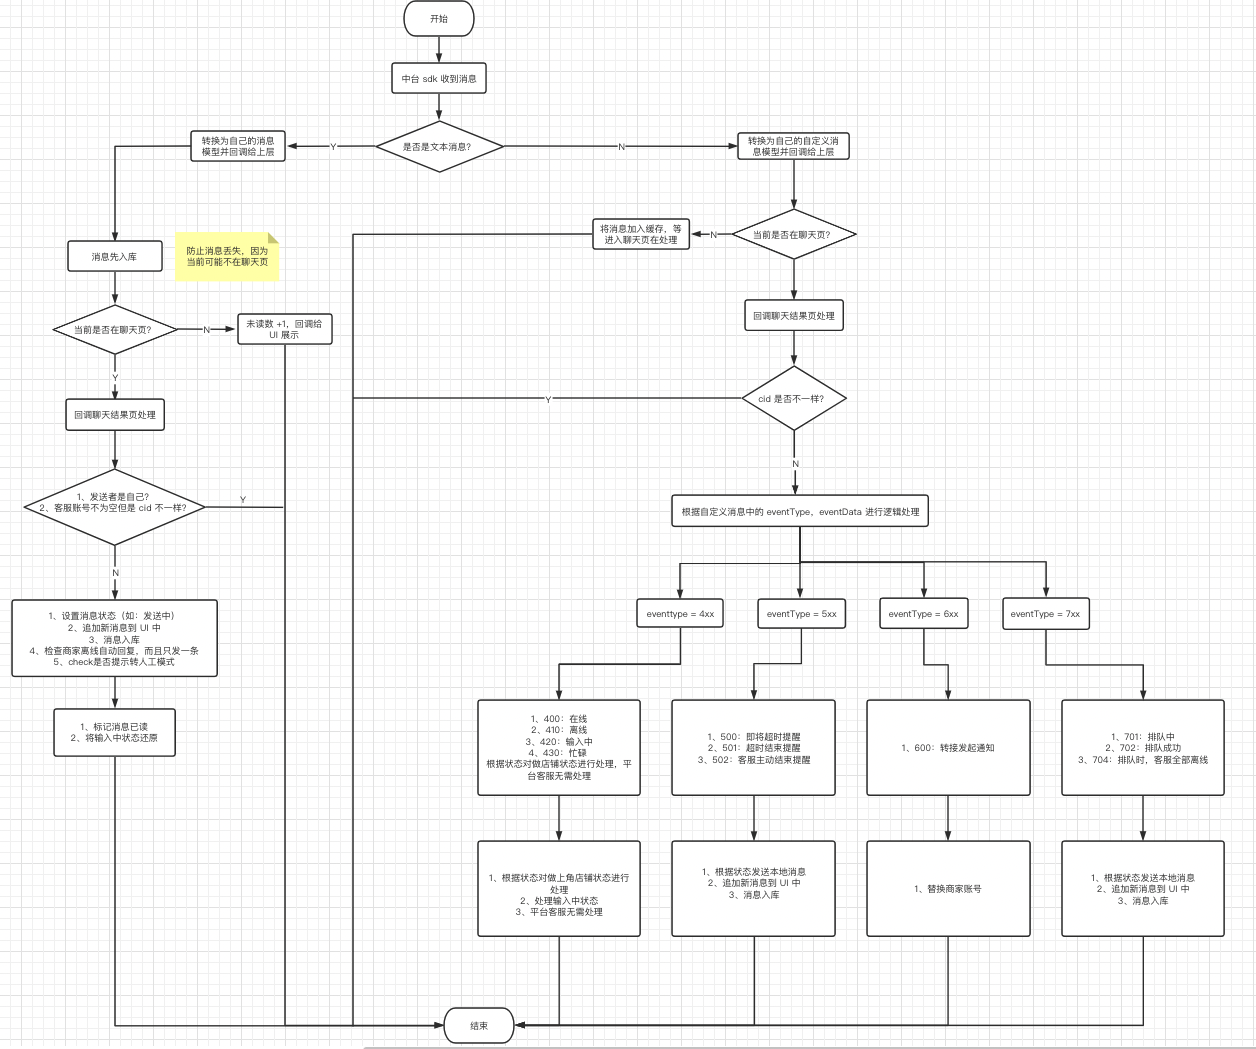 开始
中台 sdk 收到消息
是否是文本消息?
Y
N
转换为自己的消息
模型并回调给上层
转换为自己的自定义消
息模型并回调给上层
消息先入库
防止消息丢失，因为
当前可能不在聊天页
将消息加入缓存，等
进入聊天页在处理
N
当前是否在聊天页?
当前是否在聊天页?
N
未读数 +1，回调给
UI 展示
回调聊天结果页处理
Y
回调聊天结果页处理
Y
cid 是否不一样?
1、发送者是自己?
2、客服账号不为空但是 cid 不一样?
Y
N
N
根据自定义消息中的 eventType，eventData 进行逻辑处理
1、设置消息状态（如：发送中）
2、追加新消息到 UI 中
3、消息入库
4、检查商家离线自动回复，而且只发一条
5、check是否提示转人工模式
eventtype = 4xx
eventType = 5xx
eventType = 6xx
eventType = 7xx
1、标记消息已读
2、将输入中状态还原
1、400：在线
2、410：离线
3、420：输入中
4、430：忙碌
根据状态对做店铺状态进行处理，平
台客服无需处理
1、500：即将超时提醒
2、501：超时结束提醒
3、502：客服主动结束提醒
1、600：转接发起通知
1、701：排队中
2、702：排队成功
3、704：排队时，客服全部离线
1、根据状态对做上角店铺状态进行
处理
2、处理输入中状态
3、平台客服无需处理
1、根据状态发送本地消息
2、追加新消息到 UI 中
3、消息入库
1、替换商家账号
1、根据状态发送本地消息
2、追加新消息到 UI 中
3、消息入库
结束